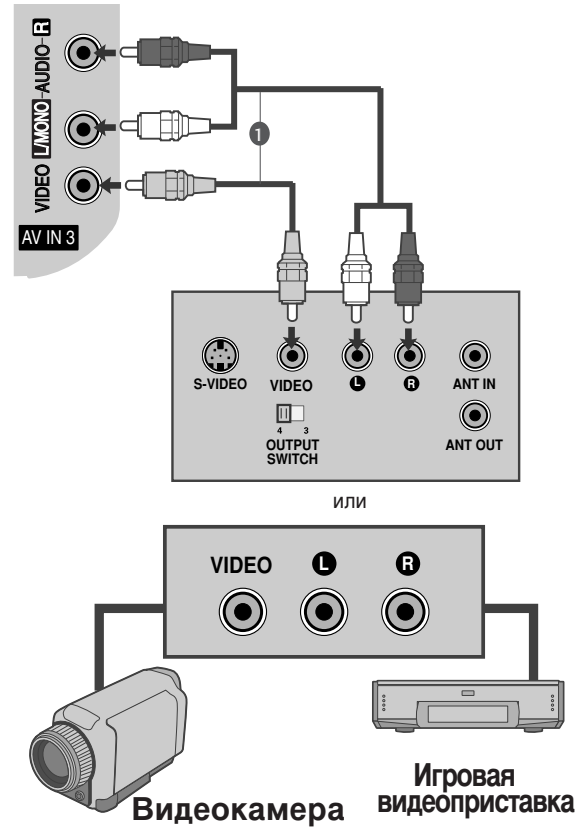 VIDEO L/MONO-AUDIO-R
AV IN 3
1
S-VIDEO
VIDEO
L
R
ANT IN
4 3
OUTPUT
SWITCH
ANT OUT
или
VIDEO
L
R
Видеокамера
Игровая
видеоприставка